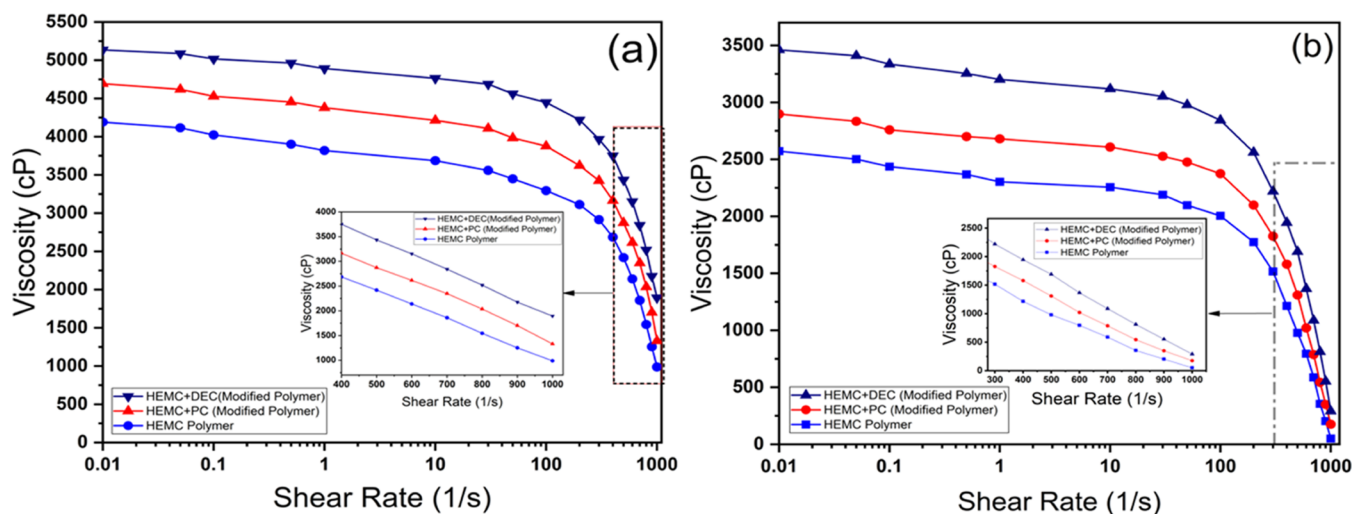 (a)
Viscosity (cP)
5500
5000
4500
4000
3500
3000
2500
2000
1500
1000
500
0
0.01 0.1 1 10 100 1000
Shear Rate (1/s)
HEMC+DEC(Modified Polymer)
HEMC+PC (Modified Polymer)
HEMC Polymer
Viscosity (cP)
4000
3500
3000
2500
2000
1500
1000
400 500 600 700 800 900 1000
Shear Rate (1/s)
HEMC+DEC(Modified Polymer)
HEMC+PC (Modified Polymer)
HEMC Polymer
(b)
Viscosity (cP)
3500
3000
2500
2000
1500
1000
500
0
0.01 0.1 1 10 100 1000
Shear Rate (1/s)
HEMC+DEC (Modified Polymer)
HEMC+PC (Modified Polymer)
HEMC Polymer
Viscosity (cP)
2500
2000
1500
1000
500
0
300 400 500 600 700 800 900 1000
Shear Rate (1/s)
HEMC+DEC (Modified Polymer)
HEMC+PC (Modified Polymer)
HEMC Polymer